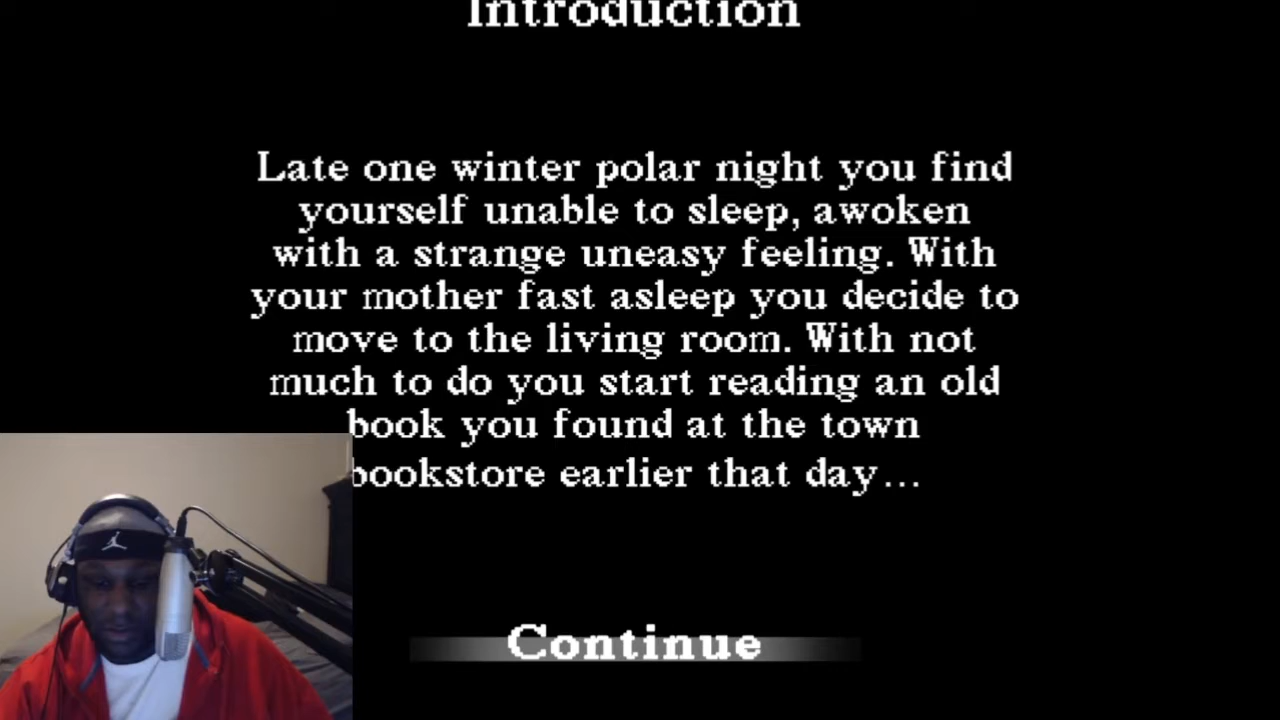 Introduction
Late one winter polar night you find
yourself unable to sleep, awoken
with a strange uneasy feeling. With
your mother fast asleep you decide to
move to the living room. With not
much to do you start reading an old
book you found at the town
bookstore earlier that day...
Continue